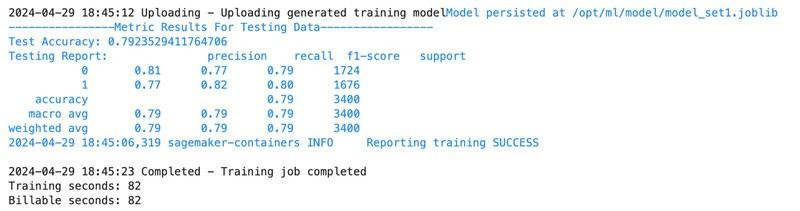 2024-04-29 18:45:12 Uploading - Uploading generated training modelModel persisted at /opt/ml/model/model_set1.joblib
----------------Metric Results For Testing Data-----------------
Test Accuracy: 0.7923529411764706
Testing Report:               precision    recall  f1-score   support
           0       0.81      0.77      0.79      1724
           1       0.77      0.82      0.80      1676
    accuracy                           0.79      3400
   macro avg       0.79      0.79      0.79      3400
weighted avg       0.79      0.79      0.79      3400
2024-04-29 18:45:06,319 sagemaker-containers INFO     Reporting training SUCCESS
2024-04-29 18:45:23 Completed - Training job completed
Training seconds: 82
Billable seconds: 82